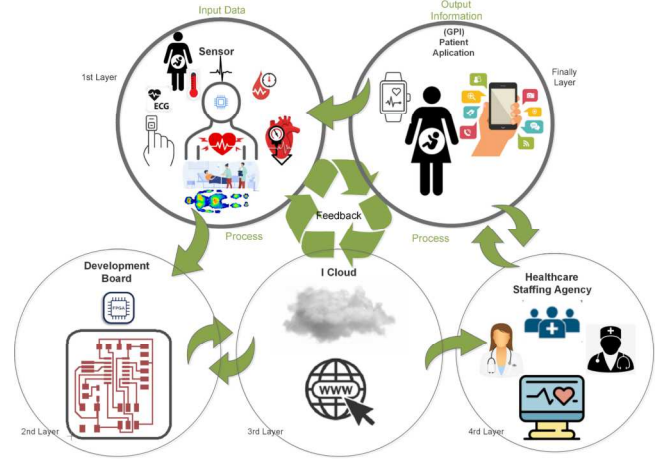 Input Data
Output
Information
(GPI)
Patient
Aplication
Sensor
1st Layer
Finally
Layer
ECG
Feedback
Process
Process
Development
Board
I Cloud
Healthcare
Staffing Agency
FPGA
WWW
2nd Layer
3rd Layer
4rd Layer